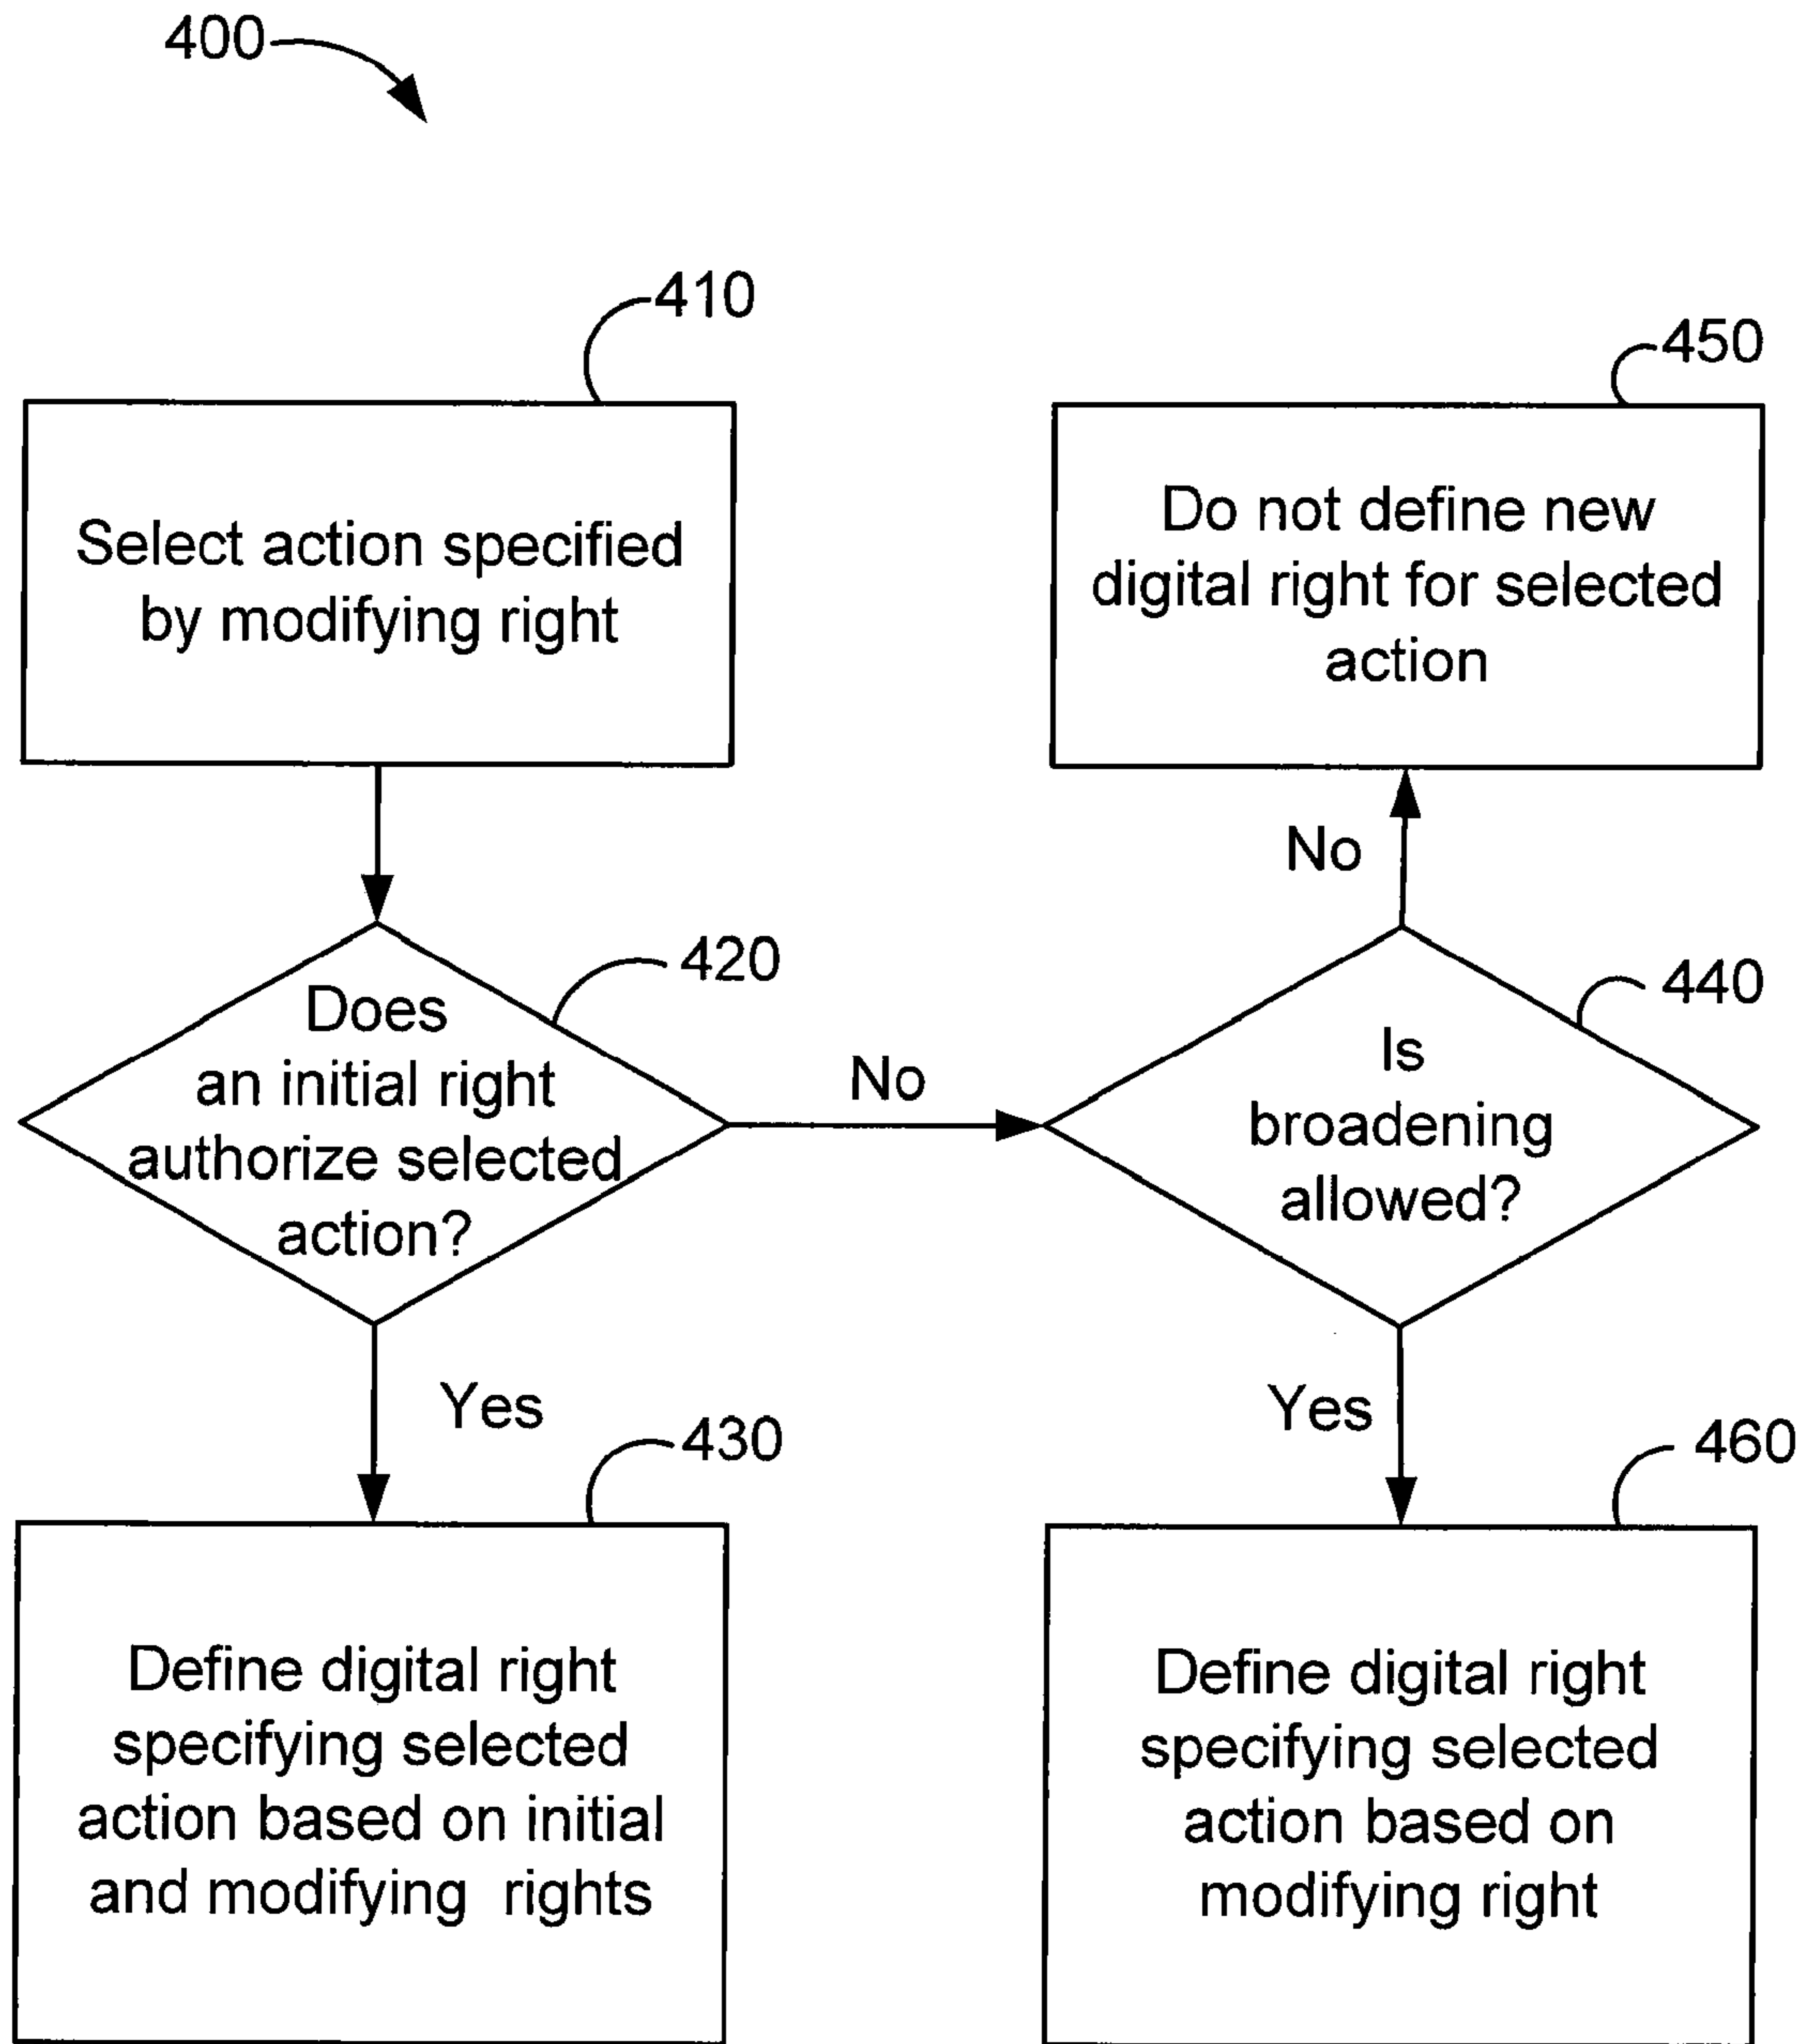 400
410
Select action specified
by modifying right
450
Do not define new
digital right for selected
action
No
420
Does
an initial right
authorize selected
action?
No
440
Is
broadening
allowed?
Yes
430
Define digital right
specifying selected
action based on initial
and modifying rights
Yes
460
Define digital right
specifying selected
action based on
modifying right